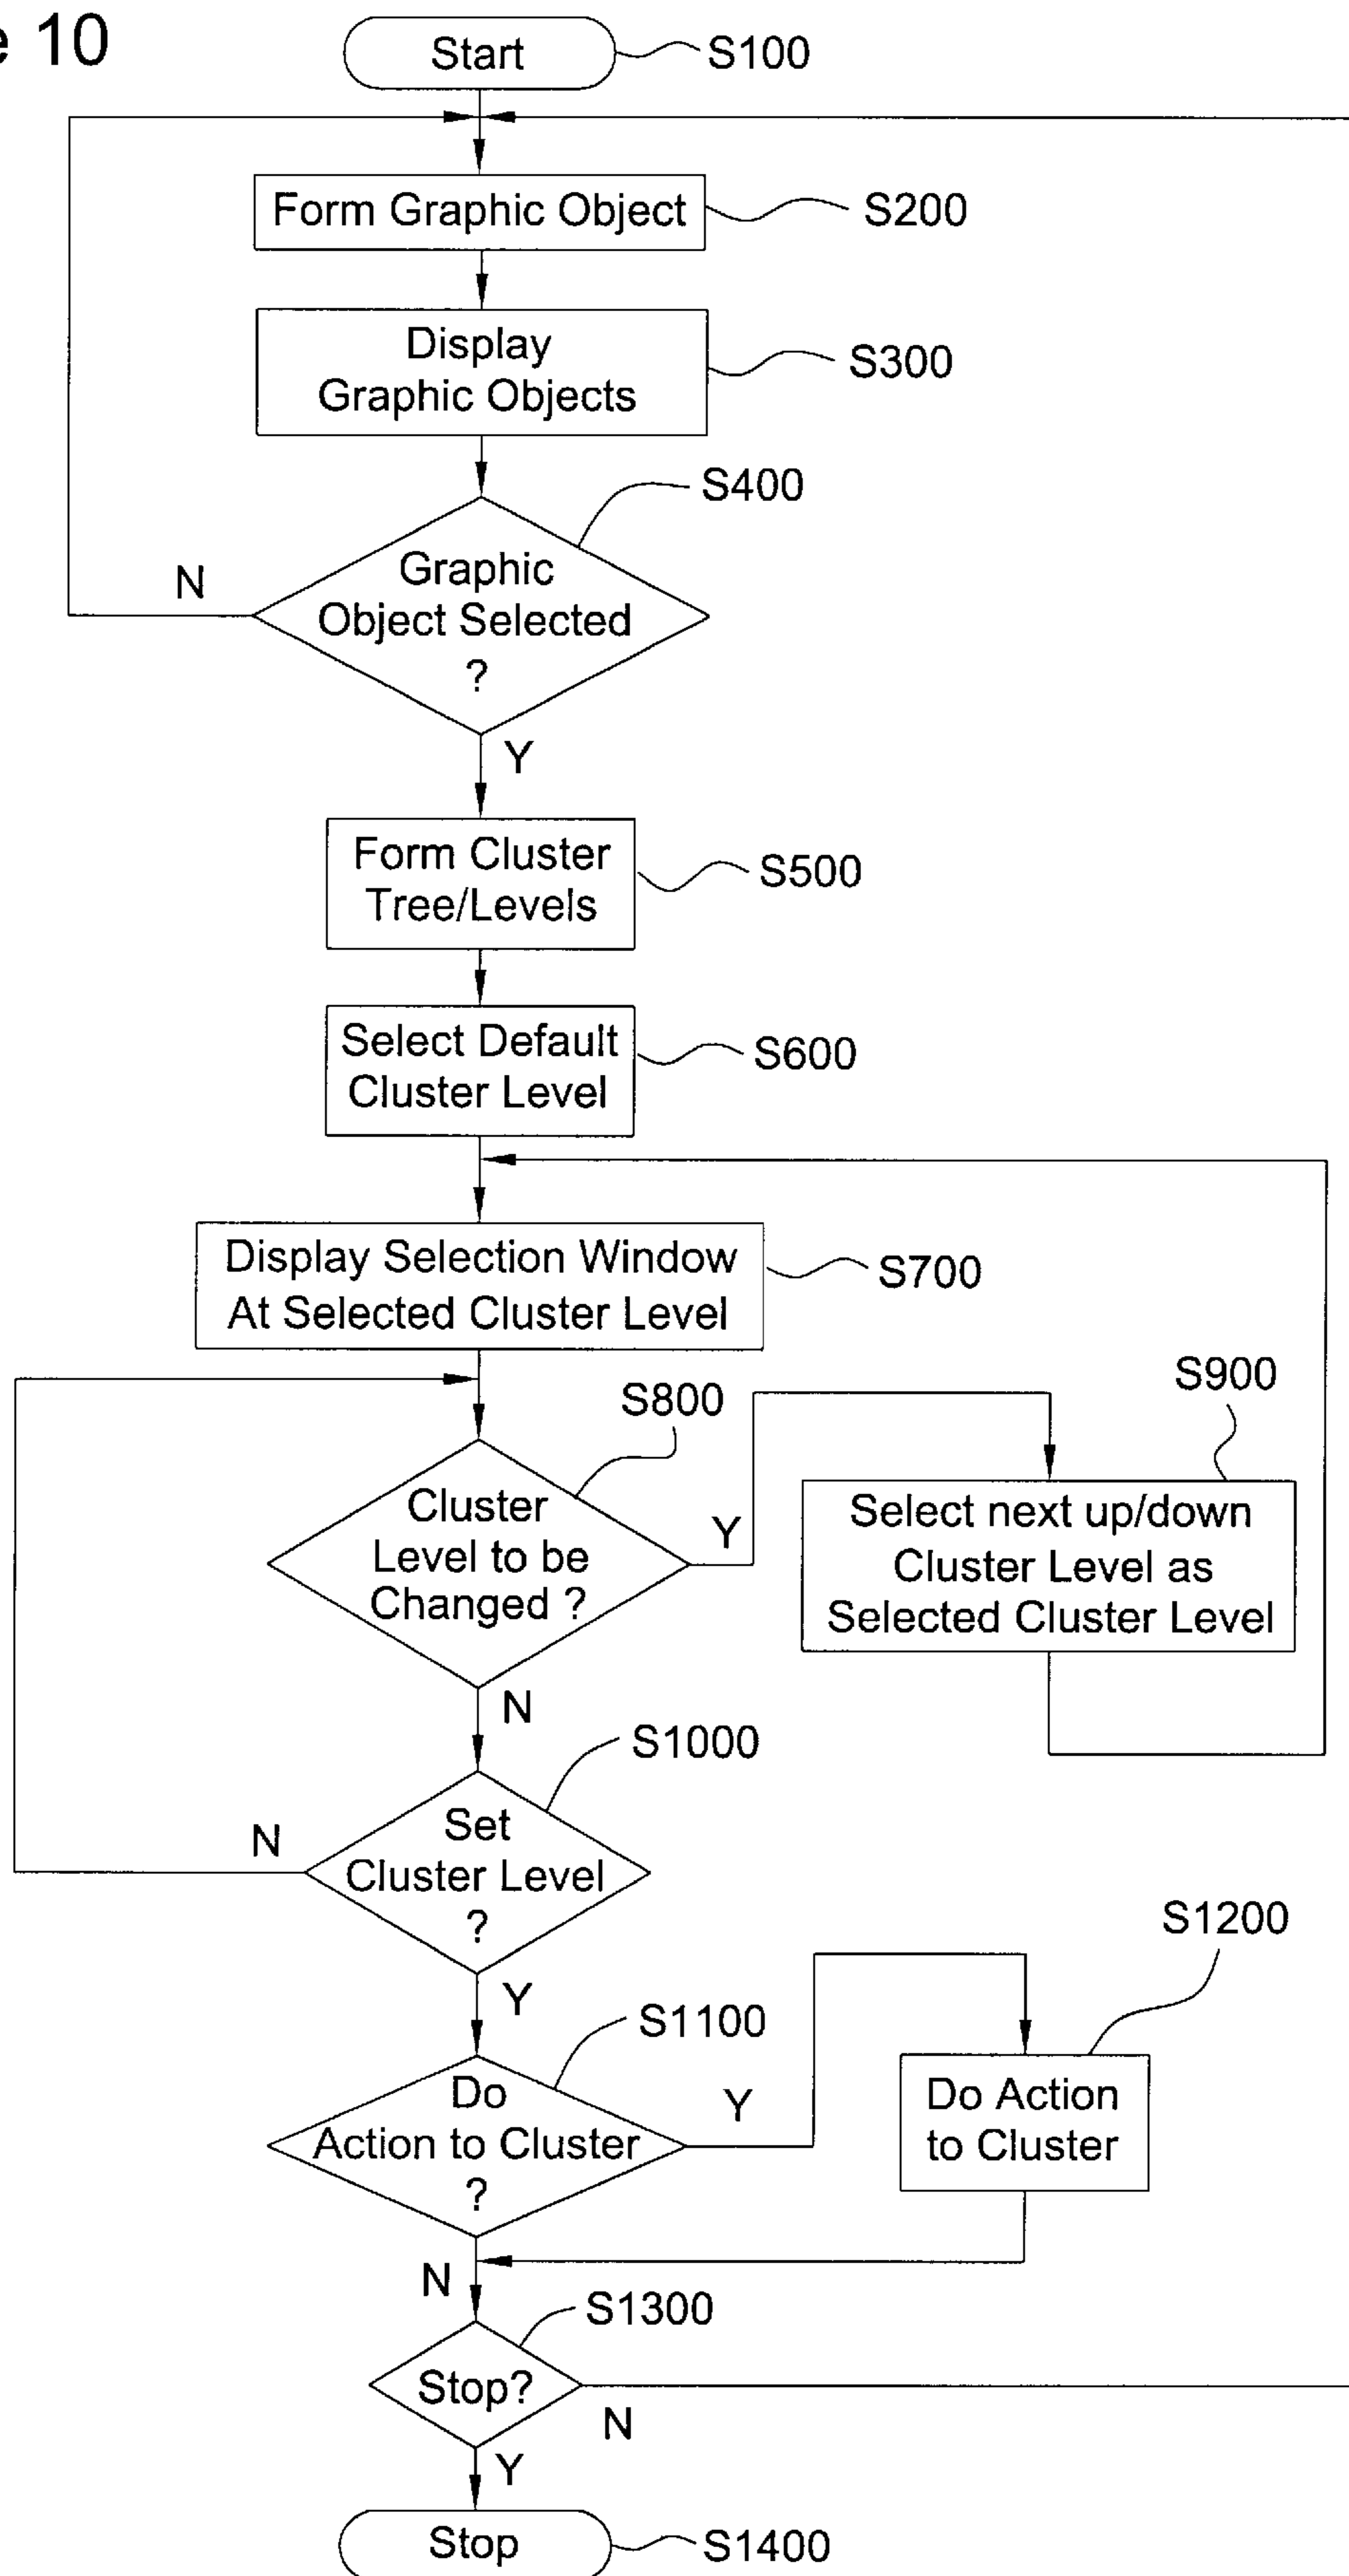 e 10
Start
S100
Form Graphic Object
S200
Display
Graphic Objects
S300
S400
Graphic
Object Selected
?
N
Y
Form Cluster
Tree/Levels
S500
Select Default
Cluster Level
S600
Display Selection Window
At Selected Cluster Level
S700
S800
Cluster
Level to be
Changed ?
Y
S900
Select next up/down
Cluster Level as
Selected Cluster Level
N
S1000
Set
Cluster Level
?
N
Y
S1100
Do
Action to Cluster
?
Y
S1200
Do Action
to Cluster
N
S1300
Stop?
N
Y
Stop
S1400